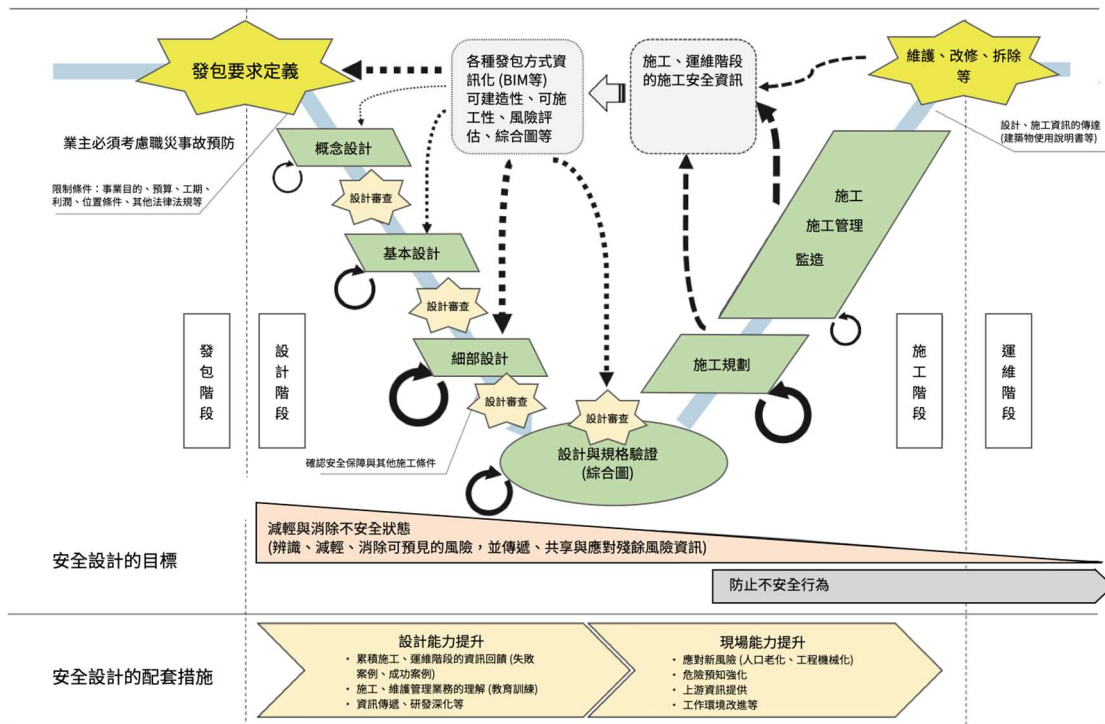 發包要求定義
各種發包方式資
訊化 (BIM等)
可建造性、可施
工性、風險評
估、綜合圖等
施工、運維階段
的施工安全資訊
維護、改修、拆除
等
業主必須考慮職災事故預防
限制條件：事業目的、預算、工期、
利潤、位置條件、其他法律法規等
設計、施工資訊的傳達
(建築物使用說明書等)
概念設計
設計審查
基本設計
設計審查
細部設計
設計審查
設計審查
設計與規格驗證
(綜合圖)
確認安全保障與其他施工條件
施工規劃
施工
施工管理
監造
發包階段
設計階段
施工階段
運維階段
安全設計的目標
減輕與消除不安全狀態
(辨識、減輕、消除可預見的風險，並傳遞、共享與應對殘餘風險資訊)
防止不安全行為
安全設計的配套措施
設計能力提升
・累積施工、運維階段的資訊回饋 (失敗
案例、成功案例)
・施工、維護管理業務的理解 (教育訓練)
・資訊傳遞、研發深化等
現場能力提升
・應對新風險 (人口老化、工程機械化)
・危險預知強化
・上游資訊提供
・工作環境改進等